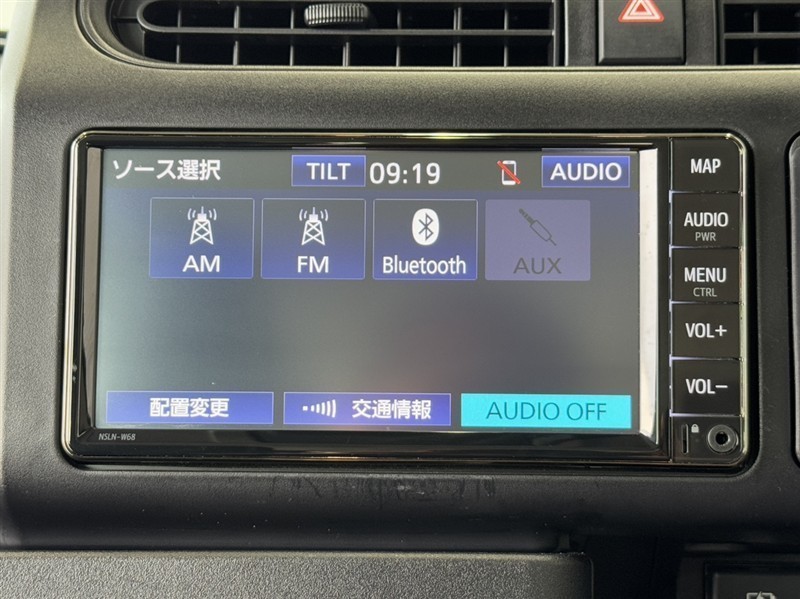 ソース選択
TILT
09:19
AUDIO
AM
FM
Bluetooth
AUX
配置変更
交通情報
AUDIO OFF
NSLN-W68
MAP
AUDIO
PWR
MENU
CTRL
VOL+
VOL−